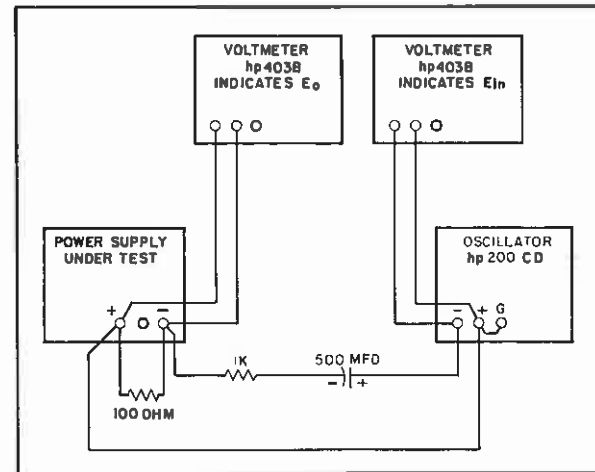 VOLTMETER
hp403B
INDICATES Eo
VOLTMETER
hp403B
INDICATES Ein
POWER SUPPLY
UNDER TEST
+ -
100 OHM
1K
500 MFD
- +
OSCILLATOR
hp 200 CD
- + G